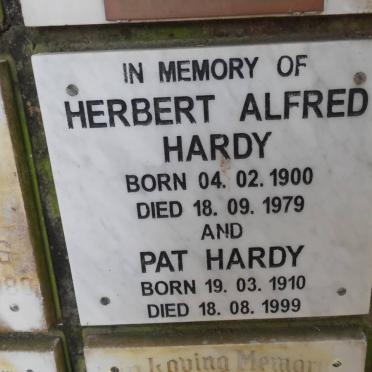 IN MEMORY OF
HERBERT ALFRED
HARDY
BORN 04. 02. 1900
DIED 18. 09. 1979
AND
PAT HARDY
BORN 19. 03. 1910
DIED 18. 08. 1999
Loving Memory